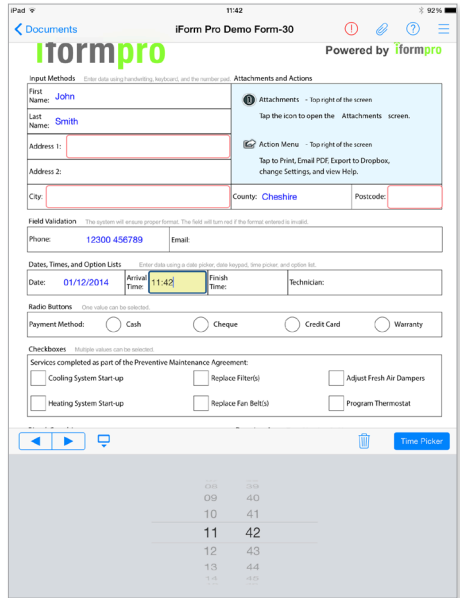 iPad 11:42 92%
Documents iForm Pro Demo Form-30
iformpro Powered by iformpro
Input Methods Enter data using handwriting, keyboard, and the number pad. Attachments and Actions
First Name: John
Last Name: Smith
Attachments - Top right of the screen
Tap the icon to open the Attachments screen.
Address 1:
Action Menu - Top right of the screen
Tap to Print, Email PDF, Export to Dropbox,
change Settings, and view Help.
Address 2:
City: County: Cheshire Postcode:
Field Validation The system will ensure proper format. The field will turn red if the format entered is invalid.
Phone: 12300 456789 Email:
Dates, Times, and Option Lists Enter data using a date picker, date keypad, time picker and option list.
Date: 01/12/2014 Arrival Time: 11:42 Finish Time: Technician:
Radio Buttons One value can be selected.
Payment Method: Cash Cheque Credit Card Warranty
Checkboxes Multiple values can be selected.
Services completed as part of the Preventive Maintenance Agreement:
Cooling System Start-up Replace Filter(s) Adjust Fresh Air Dampers
Heating System Start-up Replace Fan Belt(s) Program Thermostat
Time Picker
08 39
09 40
10 41
11 42
12 43
13 44
14 45